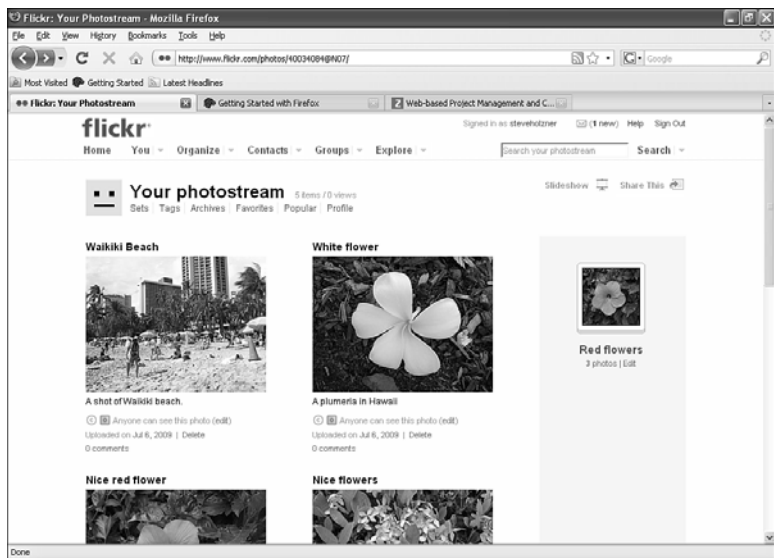 Flickr: Your Photostream - Mozilla Firefox
File Edit View History Bookmarks Tools Help
http://www.flickr.com/photos/40034084@N07/
Google
Most Visited Getting Started Latest Headlines
Flickr: Your Photostream
Getting Started with Firefox
Web-based Project Management and C...
flickr
Signed in as steveholzner (1 new) Help Sign Out
Home You Organize Contacts Groups Explore
Search your photostream Search
Your photostream 5 items / 0 views
Slideshow Share This
Sets Tags Archives Favorites Popular Profile
Waikiki Beach
A shot of Waikiki beach.
Anyone can see this photo (edit)
Uploaded on Jul 6, 2009 | Delete
0 comments
White flower
A plumeria in Hawaii
Anyone can see this photo (edit)
Uploaded on Jul 6, 2009 | Delete
0 comments
Red flowers
3 photos | Edit
Nice red flower
Nice flowers
Done